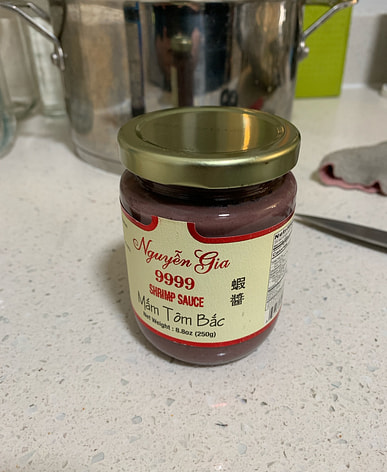 Nguyễn Gia
9999
SHRIMP SAUCE
Mắm Tôm Bắc
Net Weight : 8.8oz (250g)
蝦醬